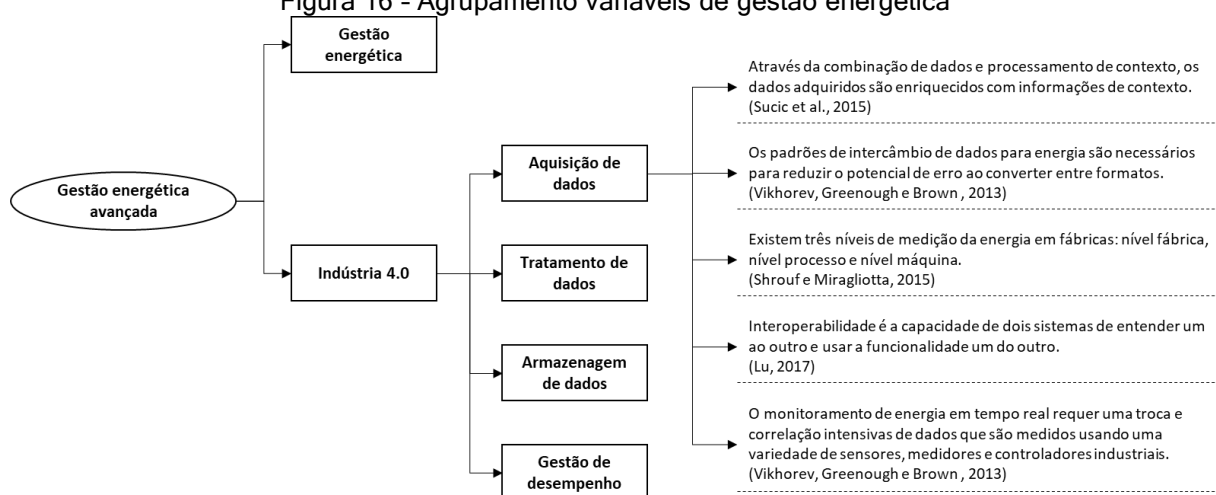 Figura 16 - Agrupamento variáveis de gestão energética
Gestão
energética
Gestão energética
avançada
Indústria 4.0
Aquisição de
dados
Tratamento de
dados
Armazenagem
de dados
Gestão de
desempenho
Através da combinação de dados e processamento de contexto, os
dados adquiridos são enriquecidos com informações de contexto.
(Sucic et al., 2015)
Os padrões de intercâmbio de dados para energia são necessários
para reduzir o potencial de erro ao converter entre formatos.
(Vikhorev, Greenough e Brown , 2013)
Existem três níveis de medição da energia em fábricas: nível fábrica,
nível processo e nível máquina.
(Shrouf e Miragliotta, 2015)
Interoperabilidade é a capacidade de dois sistemas de entender um
ao outro e usar a funcionalidade um do outro.
(Lu, 2017)
O monitoramento de energia em tempo real requer uma troca e
correlação intensivas de dados que são medidos usando uma
variedade de sensores, medidores e controladores industriais.
(Vikhorev, Greenough e Brown , 2013)